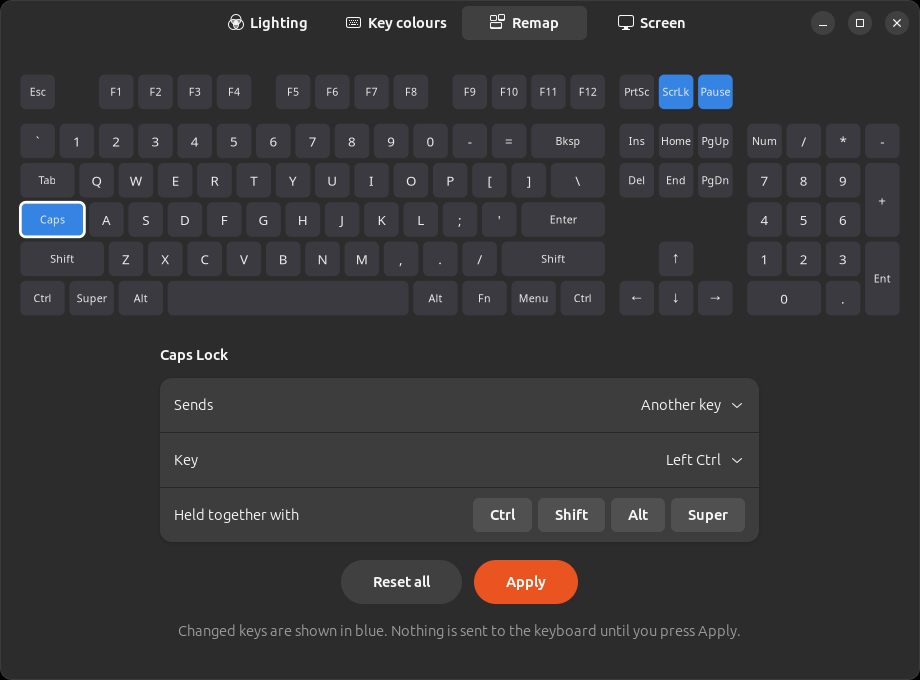 Lighting Key colours Remap Screen
Esc F1 F2 F3 F4 F5 F6 F7 F8 F9 F10 F11 F12 PrtSc ScrLk Pause
` 1 2 3 4 5 6 7 8 9 0 - = Bksp Ins Home PgUp Num / * -
Tab Q W E R T Y U I O P [ ] \ Del End PgDn 7 8 9 +
Caps A S D F G H J K L ; ' Enter 4 5 6
Shift Z X C V B N M , . / Shift ↑ 1 2 3 Ent
Ctrl Super Alt Alt Fn Menu Ctrl ← ↓ → 0 .
Caps Lock
Sends Another key
Key Left Ctrl
Held together with Ctrl Shift Alt Super
Reset all Apply
Changed keys are shown in blue. Nothing is sent to the keyboard until you press Apply.